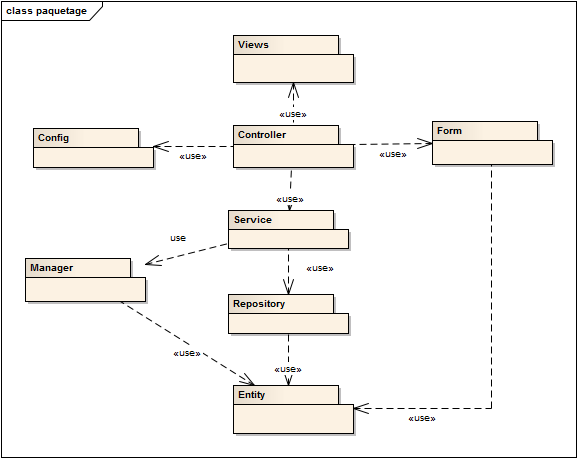 class paquetage
Views
«use»
Config
Controller
Form
«use»
«use»
«use»
Service
use
Manager
«use»
Repository
«use»
«use»
Entity
«use»